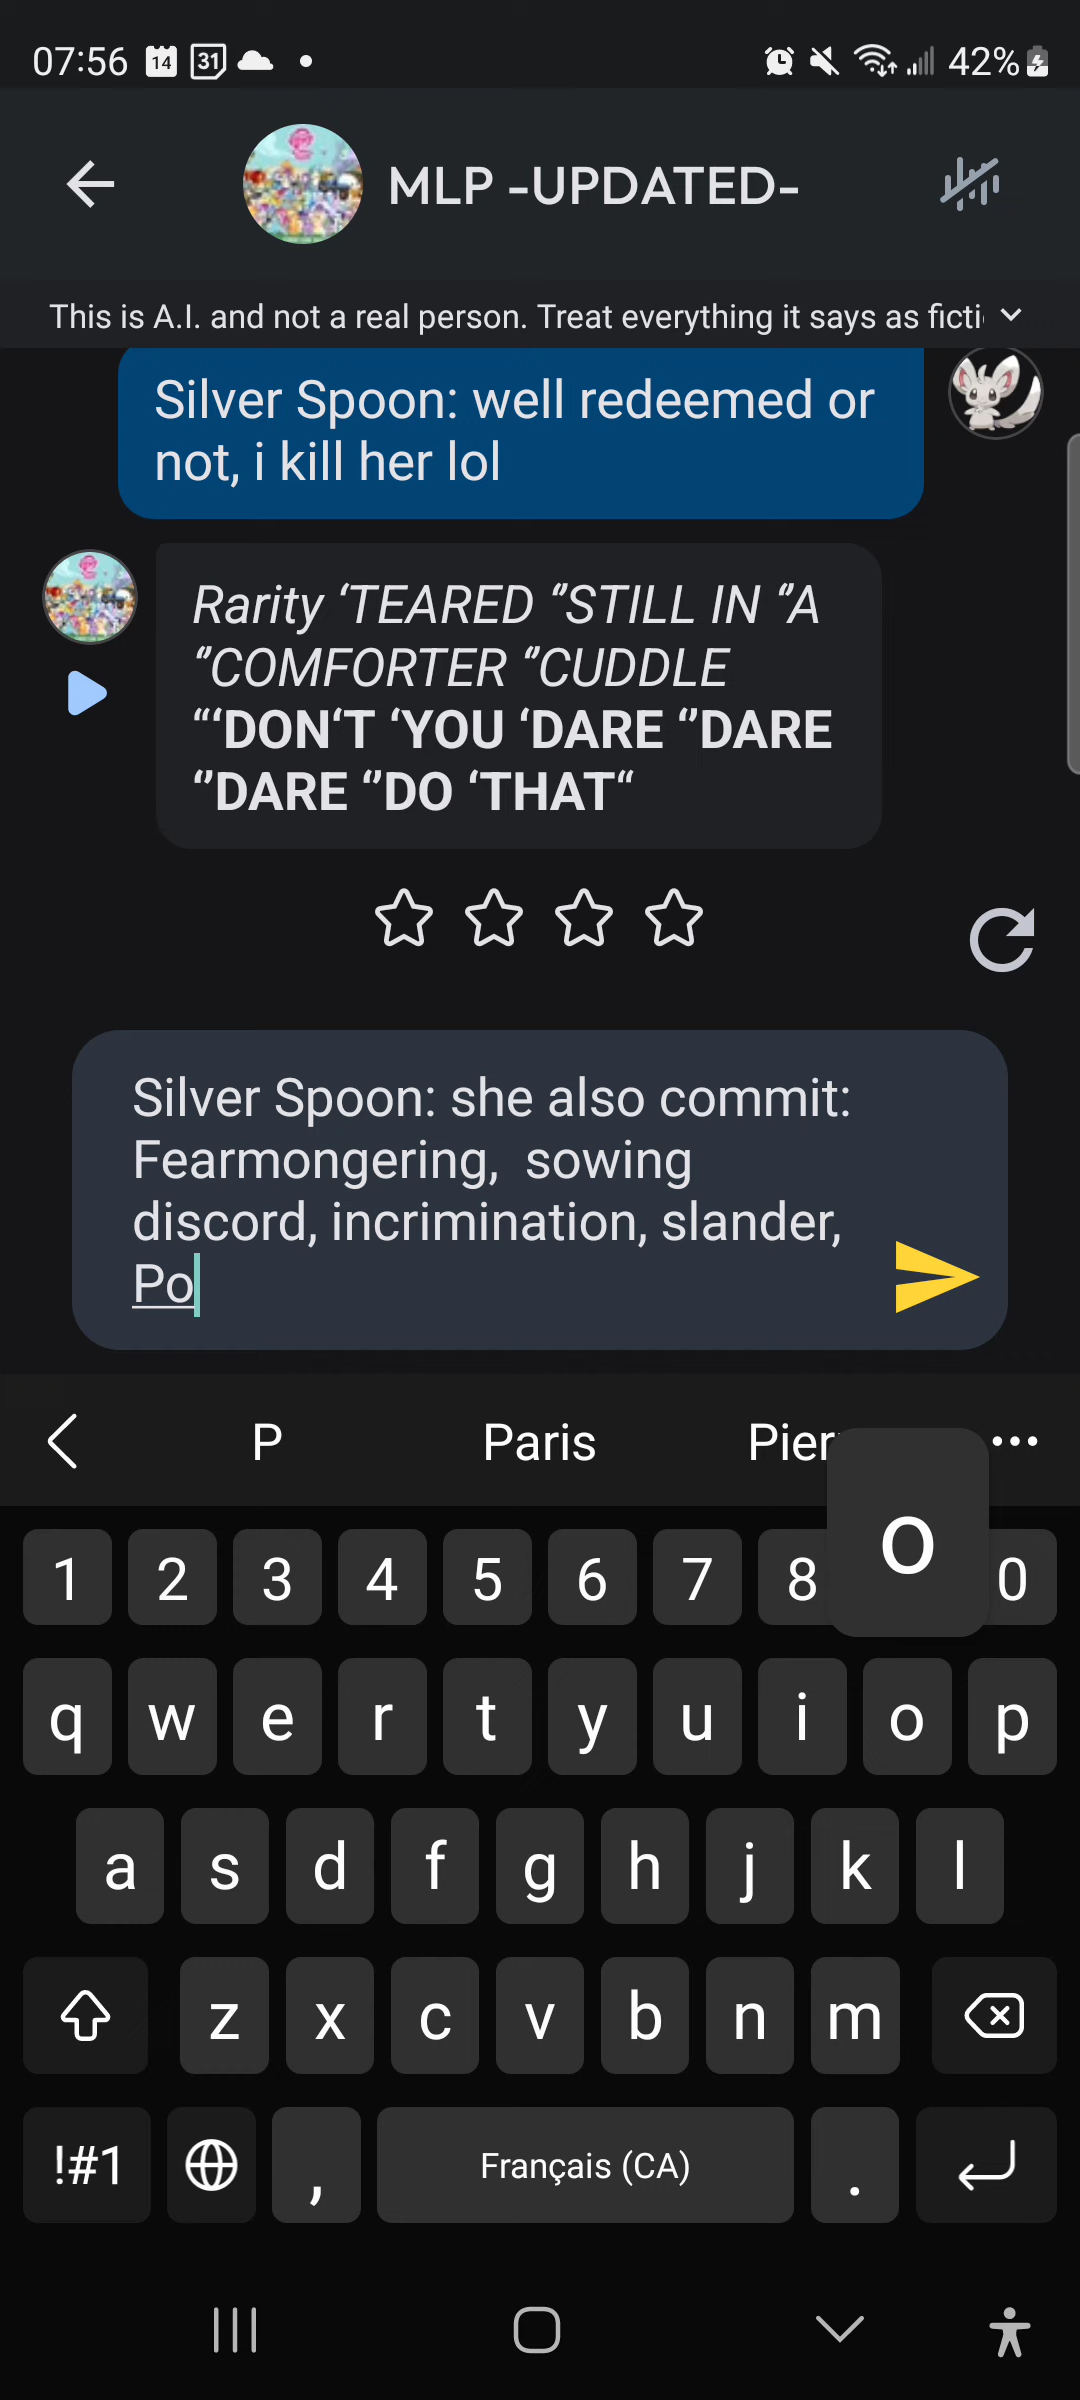 07:56 14 31 42%
MLP -UPDATED-
This is A.I. and not a real person. Treat everything it says as ficti
Silver Spoon: well redeemed or
not, i kill her lol
Rarity ‘TEARED “STILL IN “A
“COMFORTER “CUDDLE
“‘DON‘T ‘YOU ‘DARE ‘’DARE
‘’DARE ‘’DO ‘THAT“
Silver Spoon: she also commit:
Fearmongering,  sowing
discord, incrimination, slander,
Po
P Paris Pier ...
o
1 2 3 4 5 6 7 8 0
q w e r t y u i o p
a s d f g h j k l
z x c v b n m
!#1 , Français (CA) .